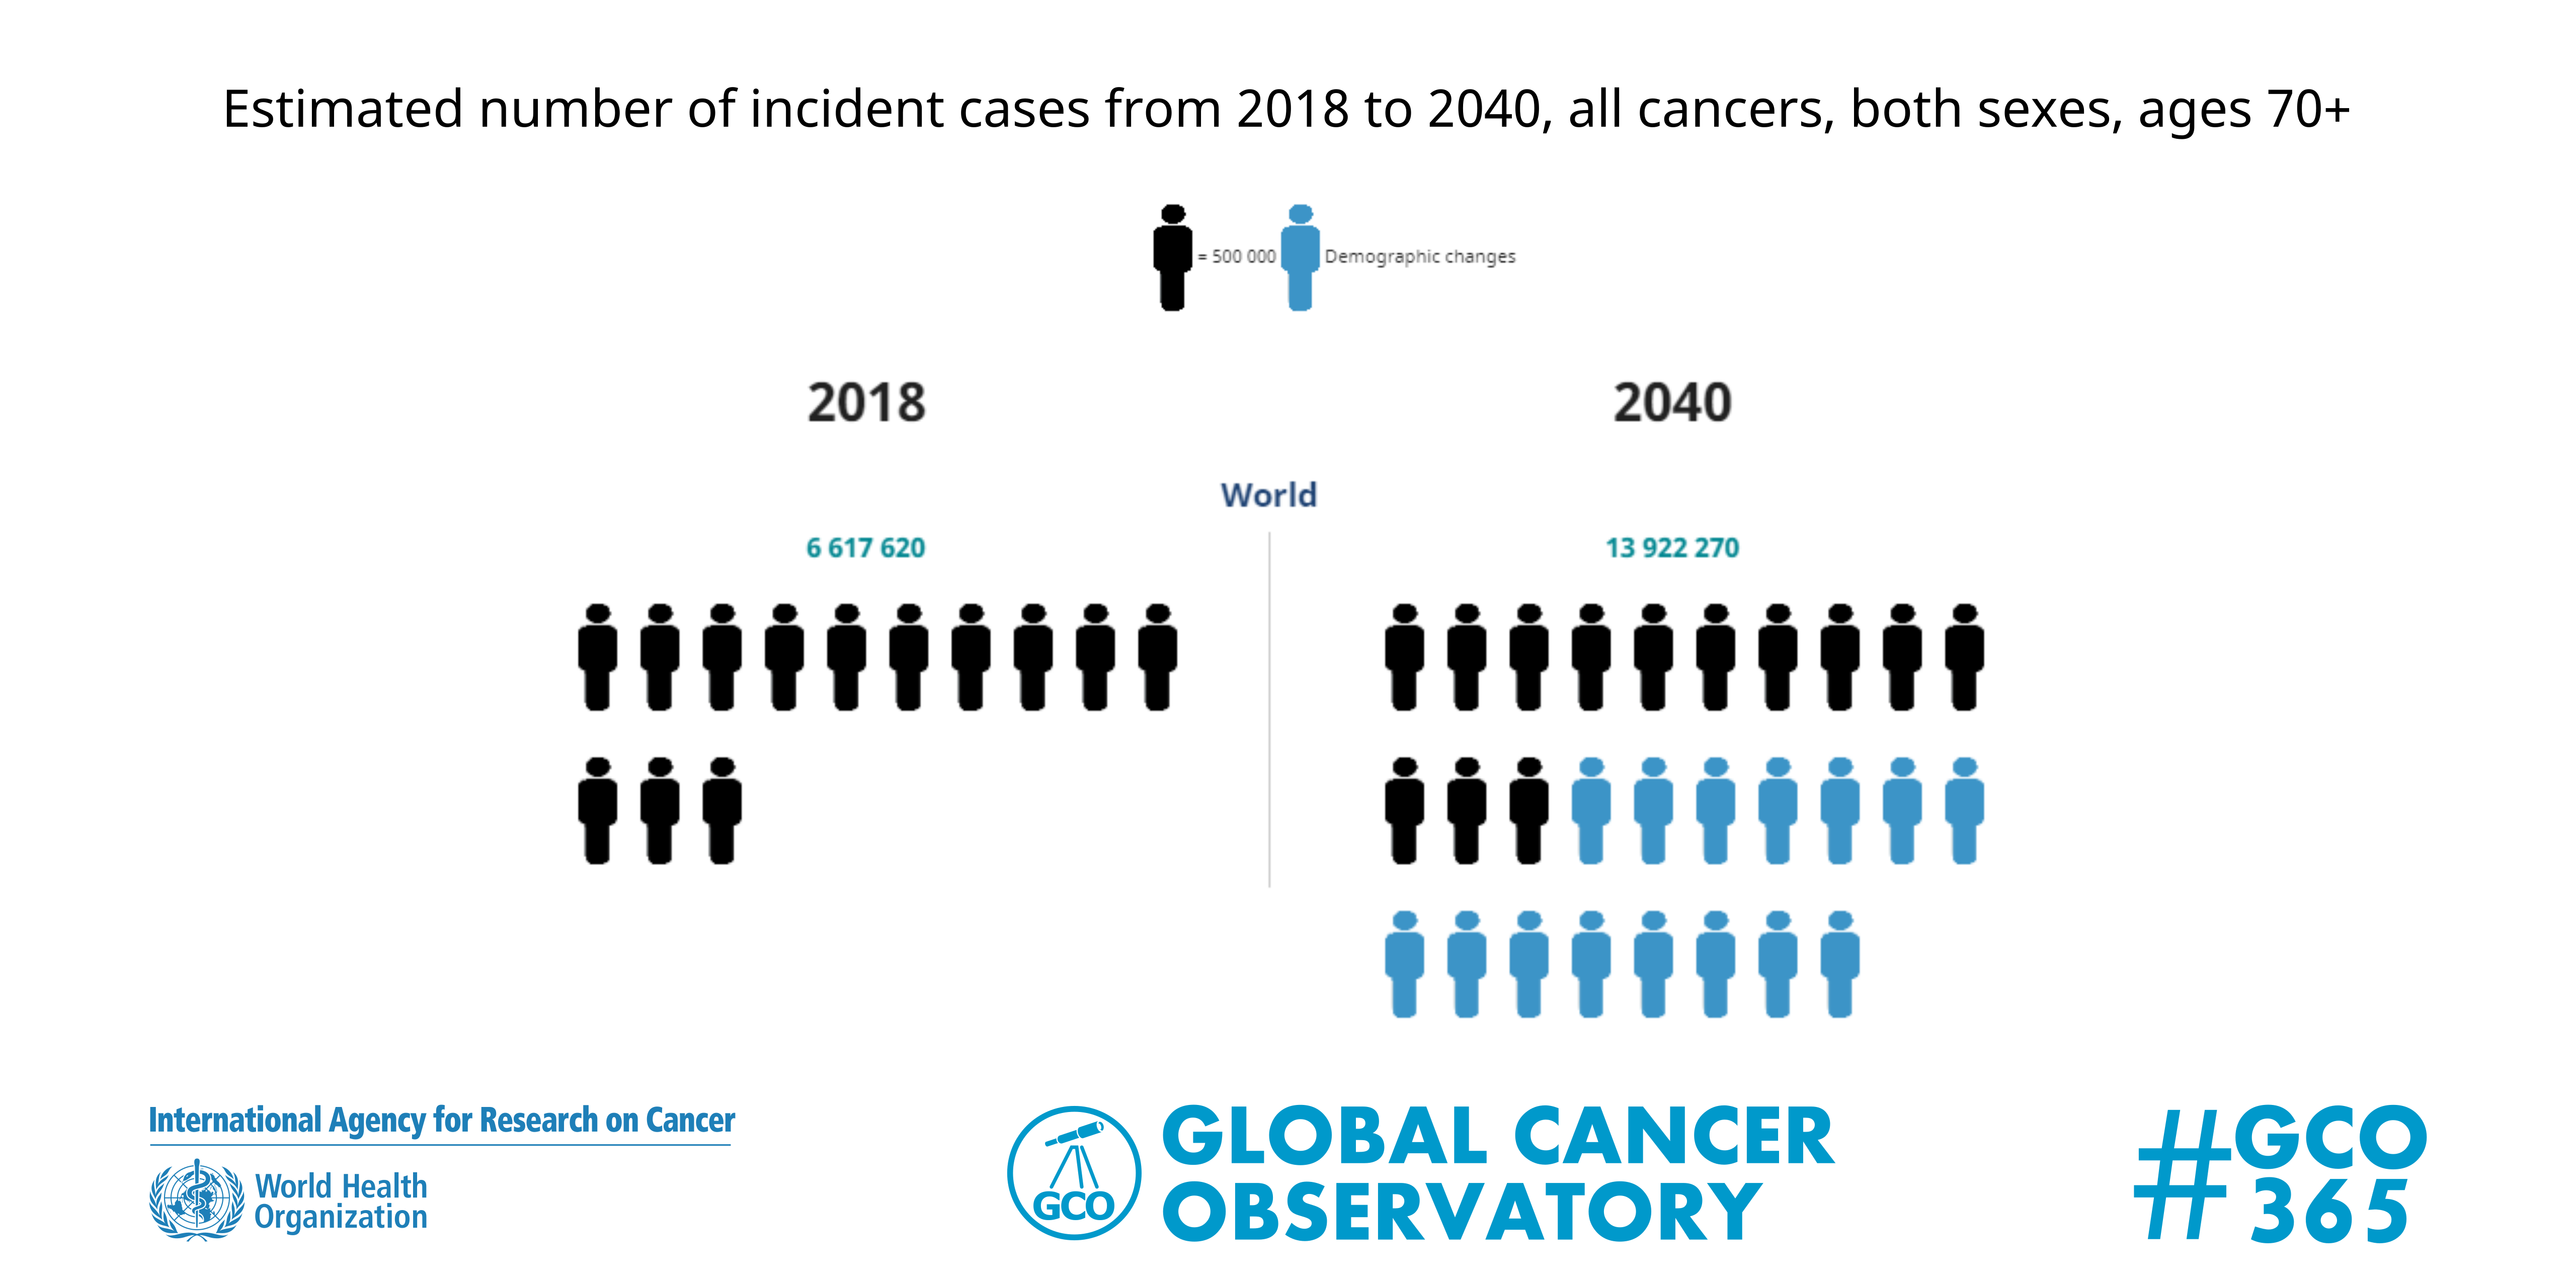 Estimated number of incident cases from 2018 to 2040, all cancers, both sexes, ages 70+
= 500 000 Demographic changes
2018 2040
World
6 617 620 13 922 270
International Agency for Research on Cancer
World Health
Organization
GCO
GLOBAL CANCER
OBSERVATORY
#GCO
365